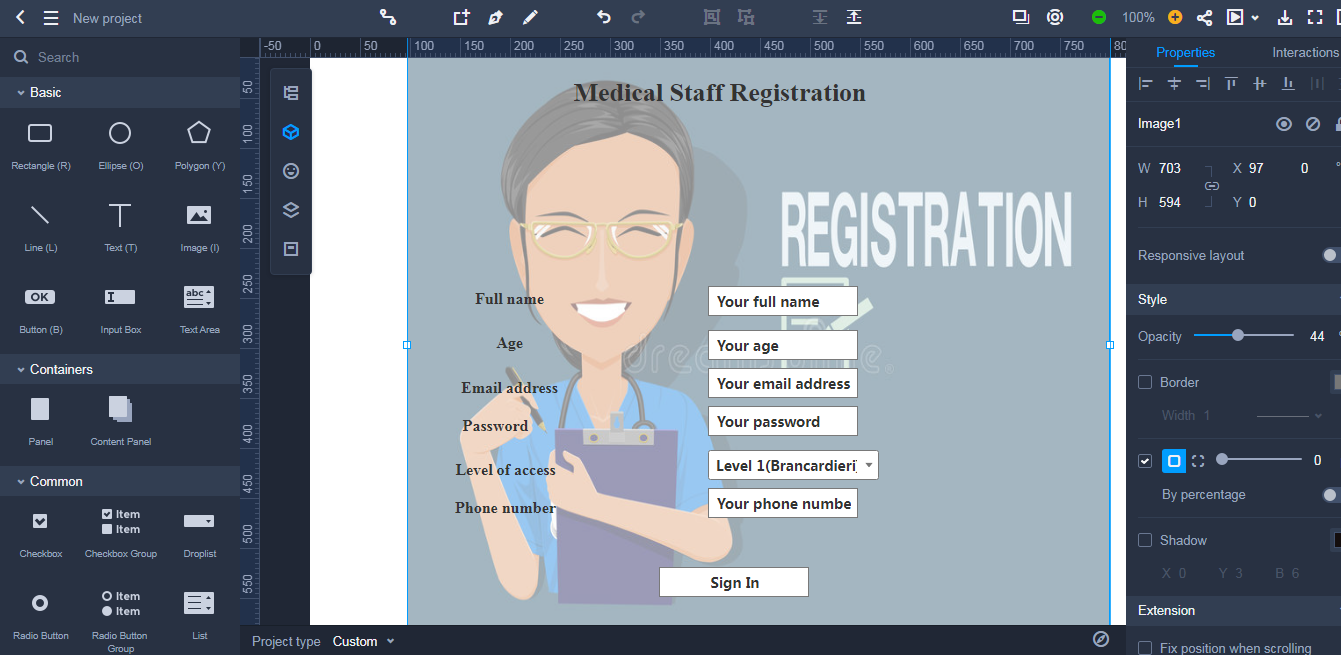 New project
100%
Search
Basic
Rectangle (R)
Ellipse (O)
Polygon (Y)
Line (L)
Text (T)
Image (I)
OK
abc
Button (B)
Input Box
Text Area
Containers
Panel
Content Panel
Common
Item
Item
Checkbox
Checkbox Group
Droplist
Item
Item
Radio Button
Radio Button
Group
List
-50 0 50 100 150 200 250 300 350 400 450 500 550 600 650 700 750 80
50
100
150
200
250
300
350
400
450
500
550
Medical Staff Registration
REGISTRATION
Full name
Your full name
Age
Your age
dreamstime.
Email address
Your email address
Password
Your password
Level of access
Level 1(Brancardieri)
Phone number
Your phone numbe
Sign In
Project type Custom
Properties
Interactions
Image1
W 703 X 97 0 °
H 594 Y 0
Responsive layout
Style
Opacity 44
Border
Width 1
0
By percentage
Shadow
X 0 Y 3 B 6
Extension
Fix position when scrolling